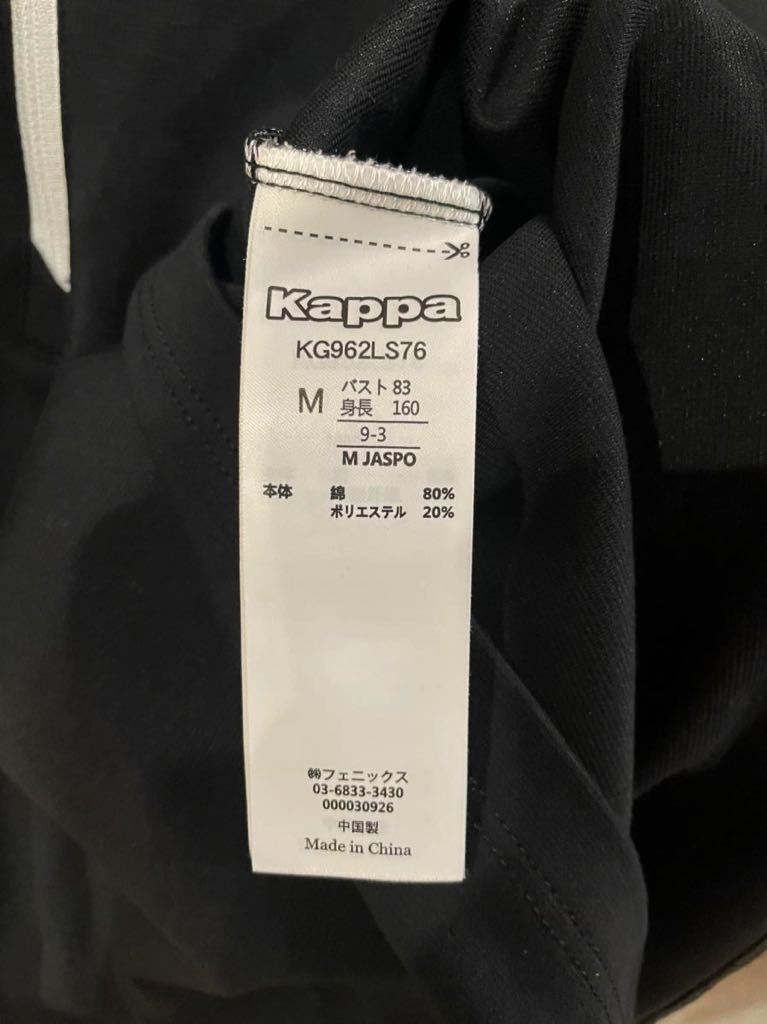 Kappa
KG962LS76
M
バスト 83
身長 160
9-3
M JASPO
本体 綿 80%
ポリエステル 20%
㈱フェニックス
03-6833-3430
000030926
中国製
Made in China